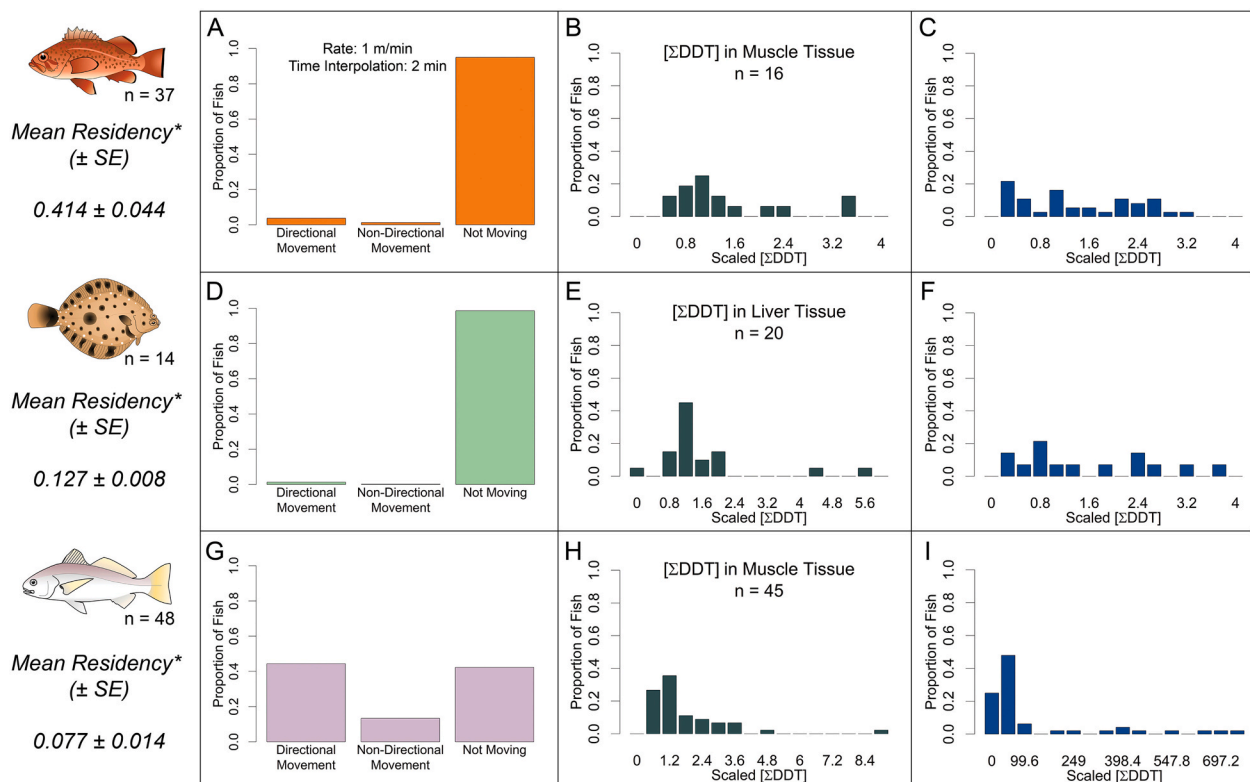 n = 37
Mean Residency*
(± SE)
0.414 ± 0.044
A
Proportion of Fish
1.0
0.8
0.6
0.4
0.2
0.0
Rate: 1 m/min
Time Interpolation: 2 min
Directional
Movement
Non-Directional
Movement
Not Moving
B
Proportion of Fish
1.0
0.8
0.6
0.4
0.2
0.0
[ΣDDT] in Muscle Tissue
n = 16
0 0.8 1.6 2.4 3.2 4
Scaled [ΣDDT]
C
Proportion of Fish
1.0
0.8
0.6
0.4
0.2
0.0
0 0.8 1.6 2.4 3.2 4
Scaled [ΣDDT]
n = 14
Mean Residency*
(± SE)
0.127 ± 0.008
D
Proportion of Fish
1.0
0.8
0.6
0.4
0.2
0.0
Directional
Movement
Non-Directional
Movement
Not Moving
E
Proportion of Fish
1.0
0.8
0.6
0.4
0.2
0.0
[ΣDDT] in Liver Tissue
n = 20
0 0.8 1.6 2.4 3.2 4 4.8 5.6
Scaled [ΣDDT]
F
Proportion of Fish
1.0
0.8
0.6
0.4
0.2
0.0
0 0.8 1.6 2.4 3.2 4
Scaled [ΣDDT]
n = 48
Mean Residency*
(± SE)
0.077 ± 0.014
G
Proportion of Fish
1.0
0.8
0.6
0.4
0.2
0.0
Directional
Movement
Non-Directional
Movement
Not Moving
H
Proportion of Fish
1.0
0.8
0.6
0.4
0.2
0.0
[ΣDDT] in Muscle Tissue
n = 45
0 1.2 2.4 3.6 4.8 6 7.2 8.4
Scaled [ΣDDT]
I
Proportion of Fish
1.0
0.8
0.6
0.4
0.2
0.0
0 99.6 249 398.4 547.8 697.2
Scaled [ΣDDT]